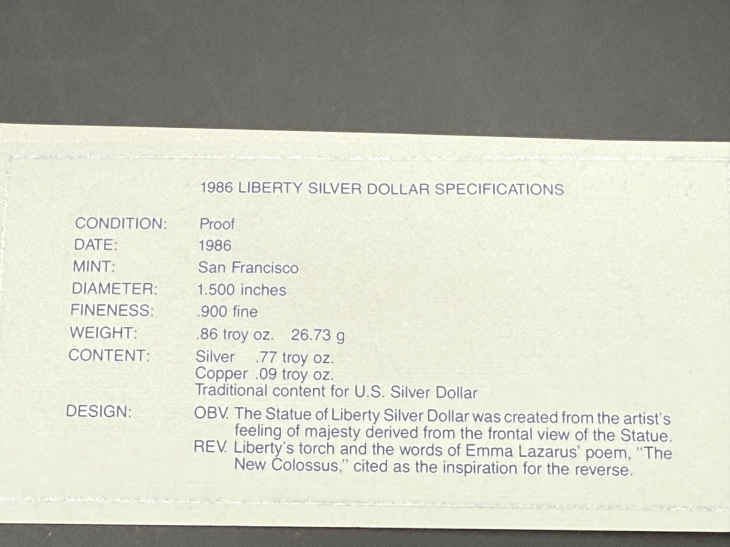 1986 LIBERTY SILVER DOLLAR SPECIFICATIONS
CONDITION: Proof
DATE: 1986
MINT: San Francisco
DIAMETER: 1.500 inches
FINENESS: .900 fine
WEIGHT: .86 troy oz. 26.73 g
CONTENT: Silver .77 troy oz.
Copper .09 troy oz.
Traditional content for U.S. Silver Dollar
DESIGN: OBV. The Statue of Liberty Silver Dollar was created from the artist's
feeling of majesty derived from the frontal view of the Statue.
REV. Liberty's torch and the words of Emma Lazarus' poem, "The
New Colossus," cited as the inspiration for the reverse.